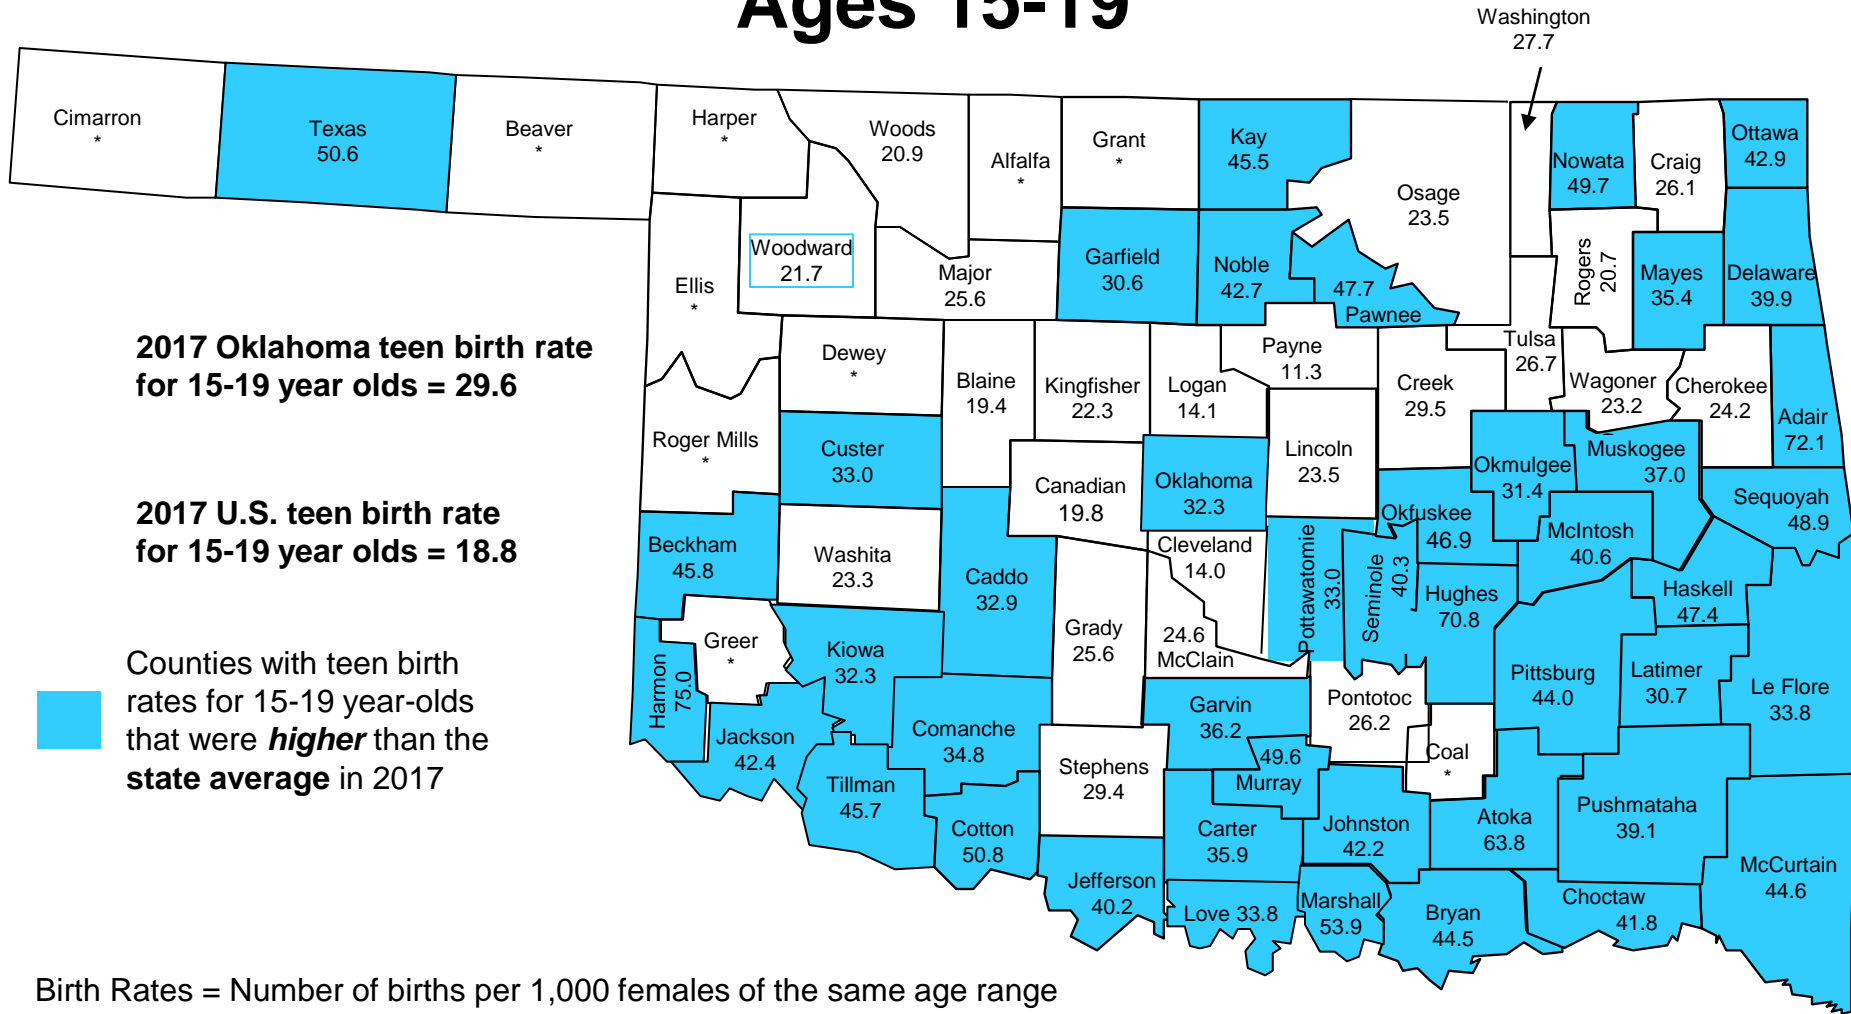 Ages 15-19
Washington
27.7
Cimarron
*
Texas
50.6
Beaver
*
Harper
*
Woods
20.9
Alfalfa
*
Grant
*
Kay
45.5
Osage
23.5
Nowata
49.7
Craig
26.1
Ottawa
42.9
Ellis
*
Woodward
21.7
Major
25.6
Garfield
30.6
Noble
42.7
47.7
Pawnee
Rogers
20.7
Mayes
35.4
Delaware
39.9
2017 Oklahoma teen birth rate
for 15-19 year olds = 29.6
Dewey
*
Blaine
19.4
Kingfisher
22.3
Logan
14.1
Payne
11.3
Creek
29.5
Tulsa
26.7
Wagoner
23.2
Cherokee
24.2
Adair
72.1
Roger Mills
*
Custer
33.0
Canadian
19.8
Oklahoma
32.3
Lincoln
23.5
Okmulgee
31.4
Muskogee
37.0
Sequoyah
48.9
2017 U.S. teen birth rate
for 15-19 year olds = 18.8
Beckham
45.8
Washita
23.3
Caddo
32.9
Cleveland
14.0
Pottawatomie
33.0
Seminole
40.3
Okfuskee
46.9
McIntosh
40.6
Hughes
70.8
Haskell
47.4
Counties with teen birth
rates for 15-19 year-olds
that were higher than the
state average in 2017
Harmon
75.0
Greer
*
Kiowa
32.3
Grady
25.6
24.6
McClain
Pontotoc
26.2
Pittsburg
44.0
Latimer
30.7
Le Flore
33.8
Jackson
42.4
Comanche
34.8
Garvin
36.2
49.6
Murray
Coal
*
Tillman
45.7
Stephens
29.4
Cotton
50.8
Carter
35.9
Johnston
42.2
Atoka
63.8
Pushmataha
39.1
McCurtain
44.6
Jefferson
40.2
Love 33.8
Marshall
53.9
Bryan
44.5
Choctaw
41.8
Birth Rates = Number of births per 1,000 females of the same age range